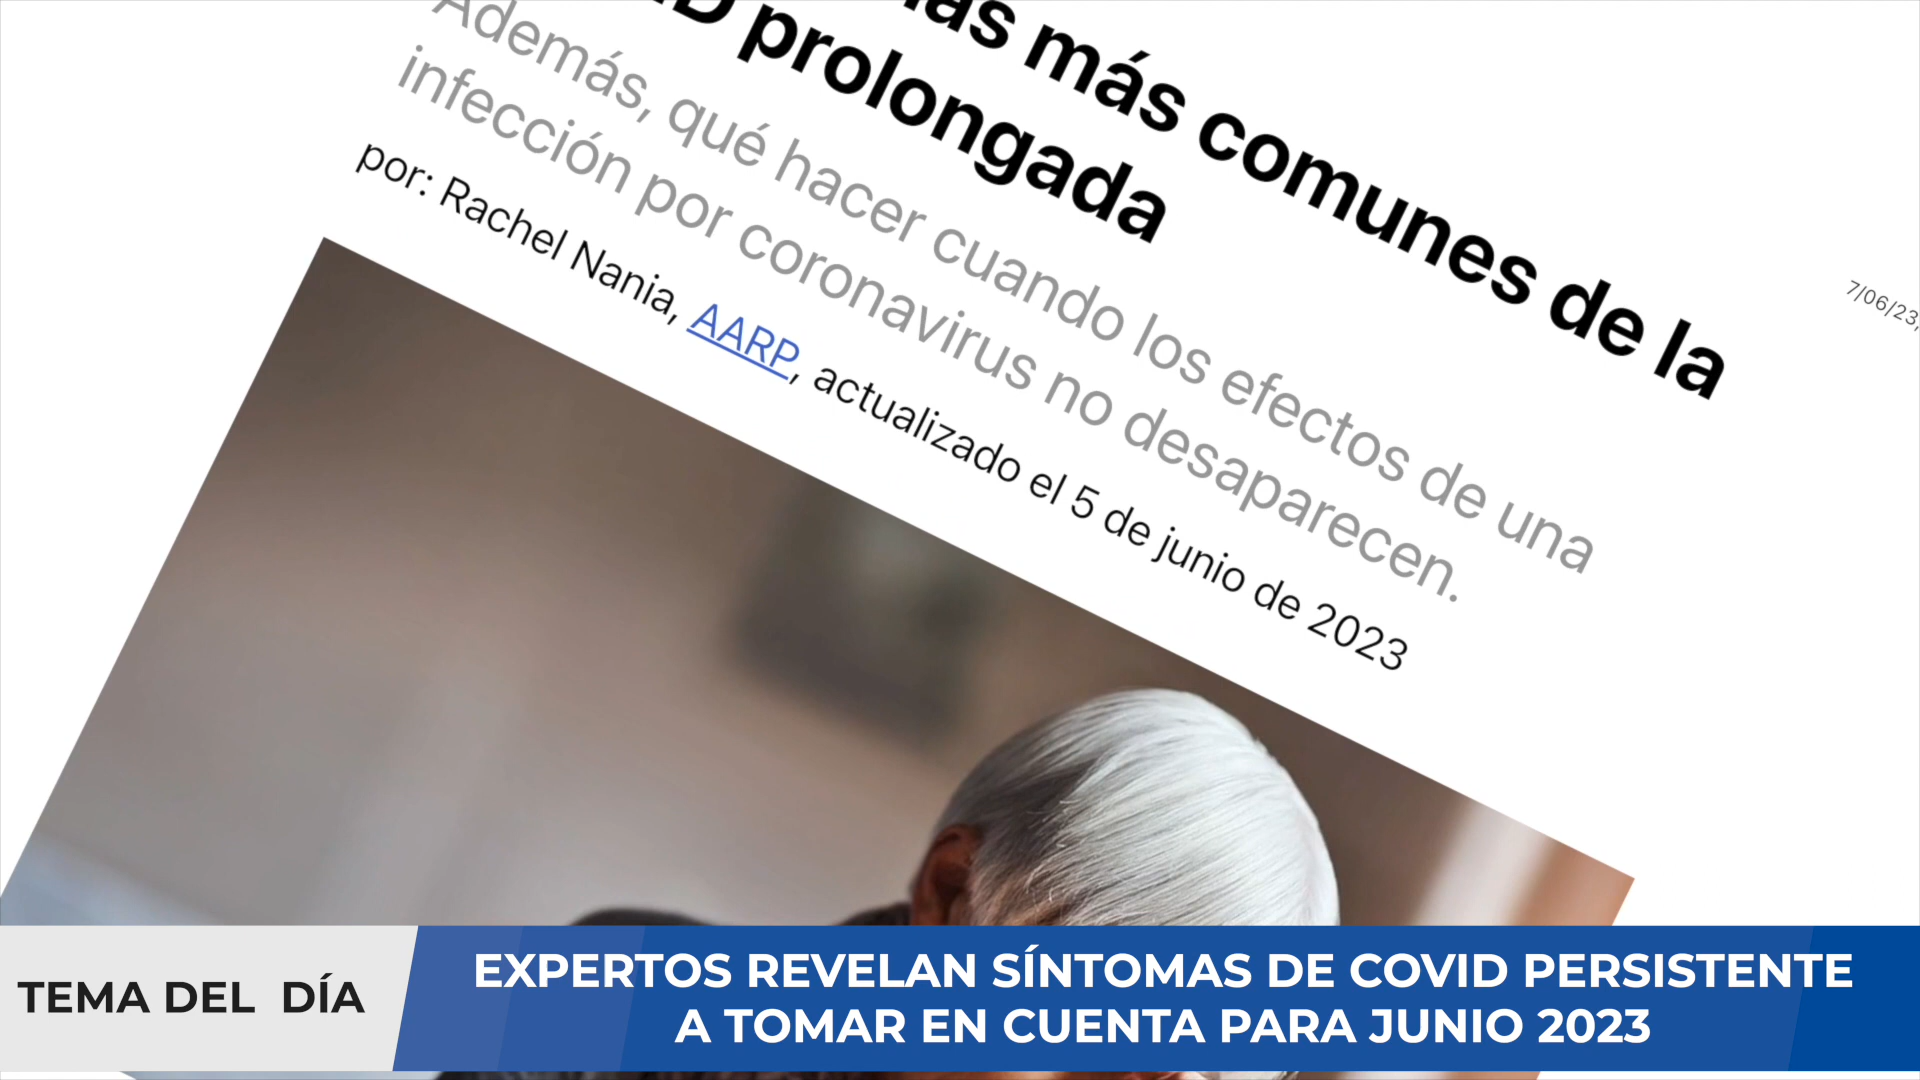 más comunes de la
prolongada
Además, qué hacer cuando los efectos de una
infección por coronavirus no desaparecen.
por: Rachel Nania, AARP, actualizado el 5 de junio de 2023
7/06/23,
TEMA DEL DÍA
EXPERTOS REVELAN SÍNTOMAS DE COVID PERSISTENTE
A TOMAR EN CUENTA PARA JUNIO 2023